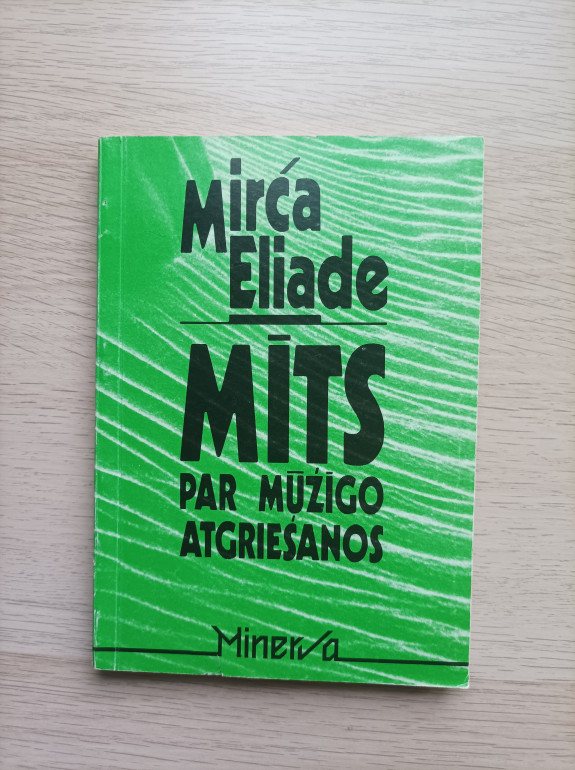 Mirća
Eliade
MĪTS
PAR MŪŹIGO
ATGRIEŚANOS
Minerva